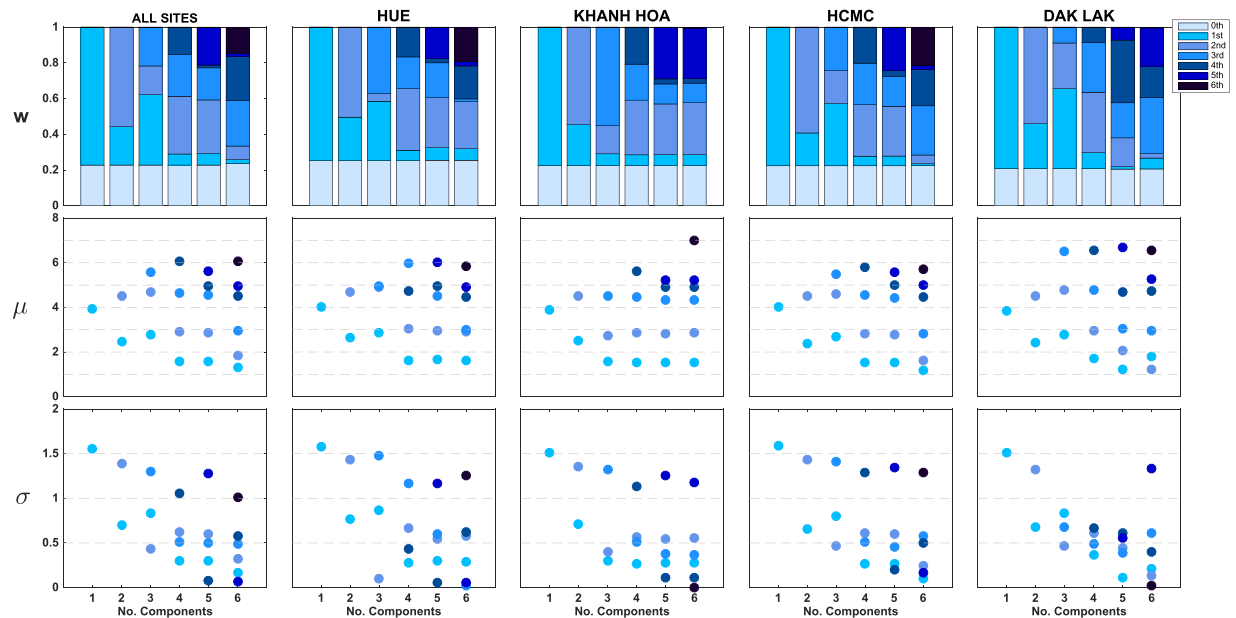 ALL SITES
HUE
KHANH HOA
HCMC
DAK LAK
0th
1st
2nd
3rd
4th
5th
6th
1
0.8
0.6
0.4
0.2
0
w
8
6
4
2
0
μ
2
1.5
1
0.5
0
σ
1 2 3 4 5 6
No. Components
1 2 3 4 5 6
No. Components
1 2 3 4 5 6
No. Components
1 2 3 4 5 6
No. Components
1 2 3 4 5 6
No. Components